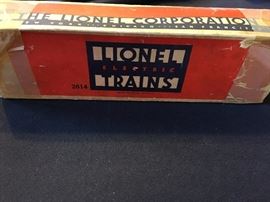 THE LIONEL CORPORATION
LIONEL
ELECTRIC
TRAINS
2614